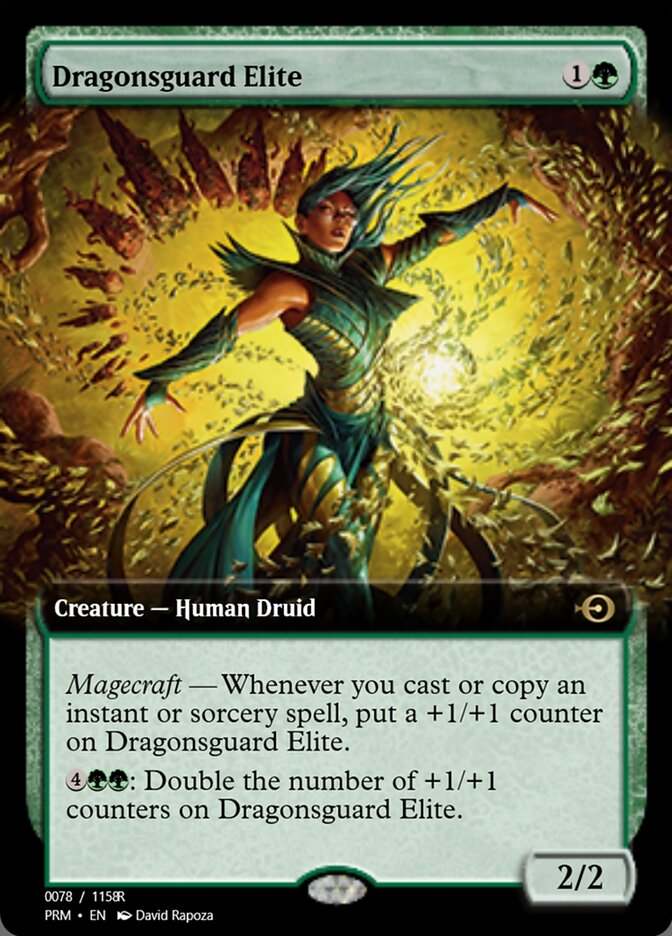 Dragonsguard Elite 1
Creature — Human Druid
Magecraft — Whenever you cast or copy an
instant or sorcery spell, put a +1/+1 counter
on Dragonsguard Elite.
4: Double the number of +1/+1
counters on Dragonsguard Elite.
2/2
0078 / 1158R
PRM • EN David Rapoza